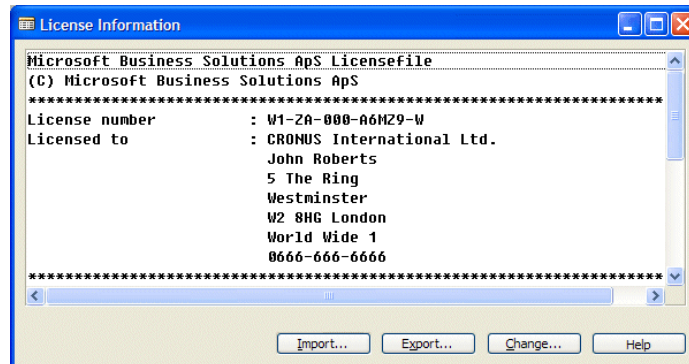 License Information
Microsoft Business Solutions ApS Licensefile
(C) Microsoft Business Solutions ApS
*********************************************************************
License number : W1-ZA-000-A6MZ9-W
Licensed to : CRONUS International Ltd.
John Roberts
5 The Ring
Westminster
W2 8HG London
World Wide 1
0666-666-6666
*********************************************************************
Import... Export... Change... Help